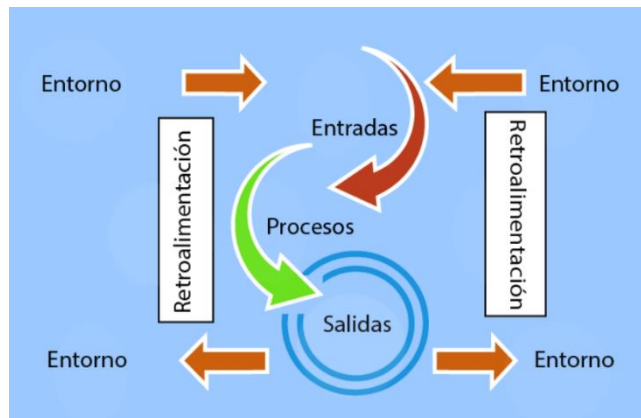 Entorno
Entorno
Entradas
Retroalimentación
Retroalimentación
Procesos
Salidas
Entorno
Entorno